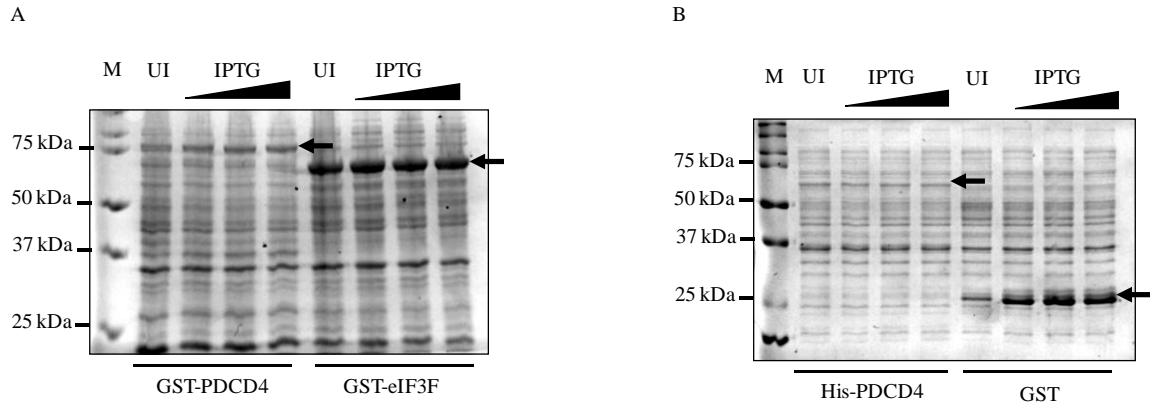 A
M UI IPTG UI IPTG
75 kDa
50 kDa
37 kDa
25 kDa
GST-PDCD4 GST-eIF3F
B
M UI IPTG UI IPTG
75 kDa
50 kDa
37 kDa
25 kDa
His-PDCD4 GST